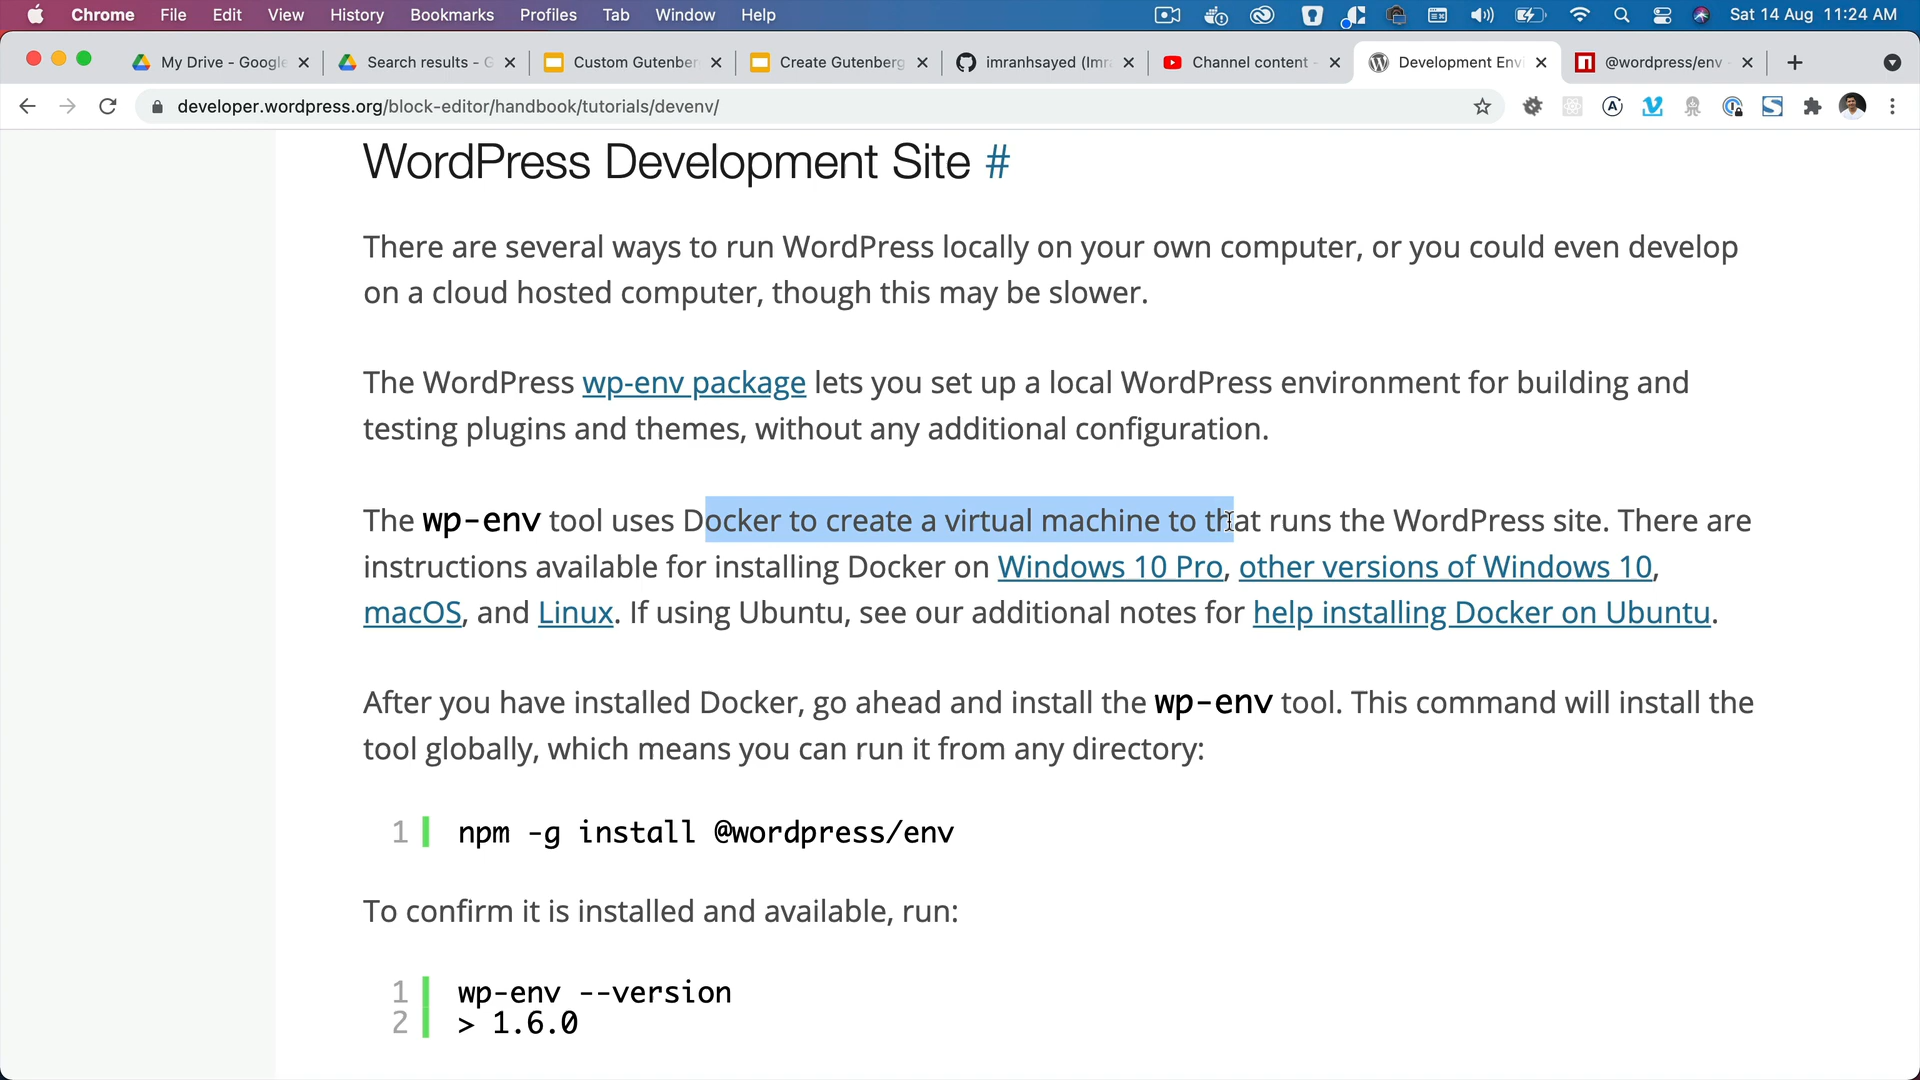 Chrome File Edit View History Bookmarks Profiles Tab Window Help Sat 14 Aug 11:24 AM
My Drive - Google Search results - G Custom Gutenber Create Gutenberg imranhsayed (Imr Channel content - Development Env @wordpress/env -
developer.wordpress.org/block-editor/handbook/tutorials/devenv/
WordPress Development Site #
There are several ways to run WordPress locally on your own computer, or you could even develop
on a cloud hosted computer, though this may be slower.
The WordPress wp-env package lets you set up a local WordPress environment for building and
testing plugins and themes, without any additional configuration.
The wp-env tool uses Docker to create a virtual machine to that runs the WordPress site. There are
instructions available for installing Docker on Windows 10 Pro, other versions of Windows 10,
macOS, and Linux. If using Ubuntu, see our additional notes for help installing Docker on Ubuntu.
After you have installed Docker, go ahead and install the wp-env tool. This command will install the
tool globally, which means you can run it from any directory:
1 npm -g install @wordpress/env
To confirm it is installed and available, run:
1 wp-env --version
2 > 1.6.0